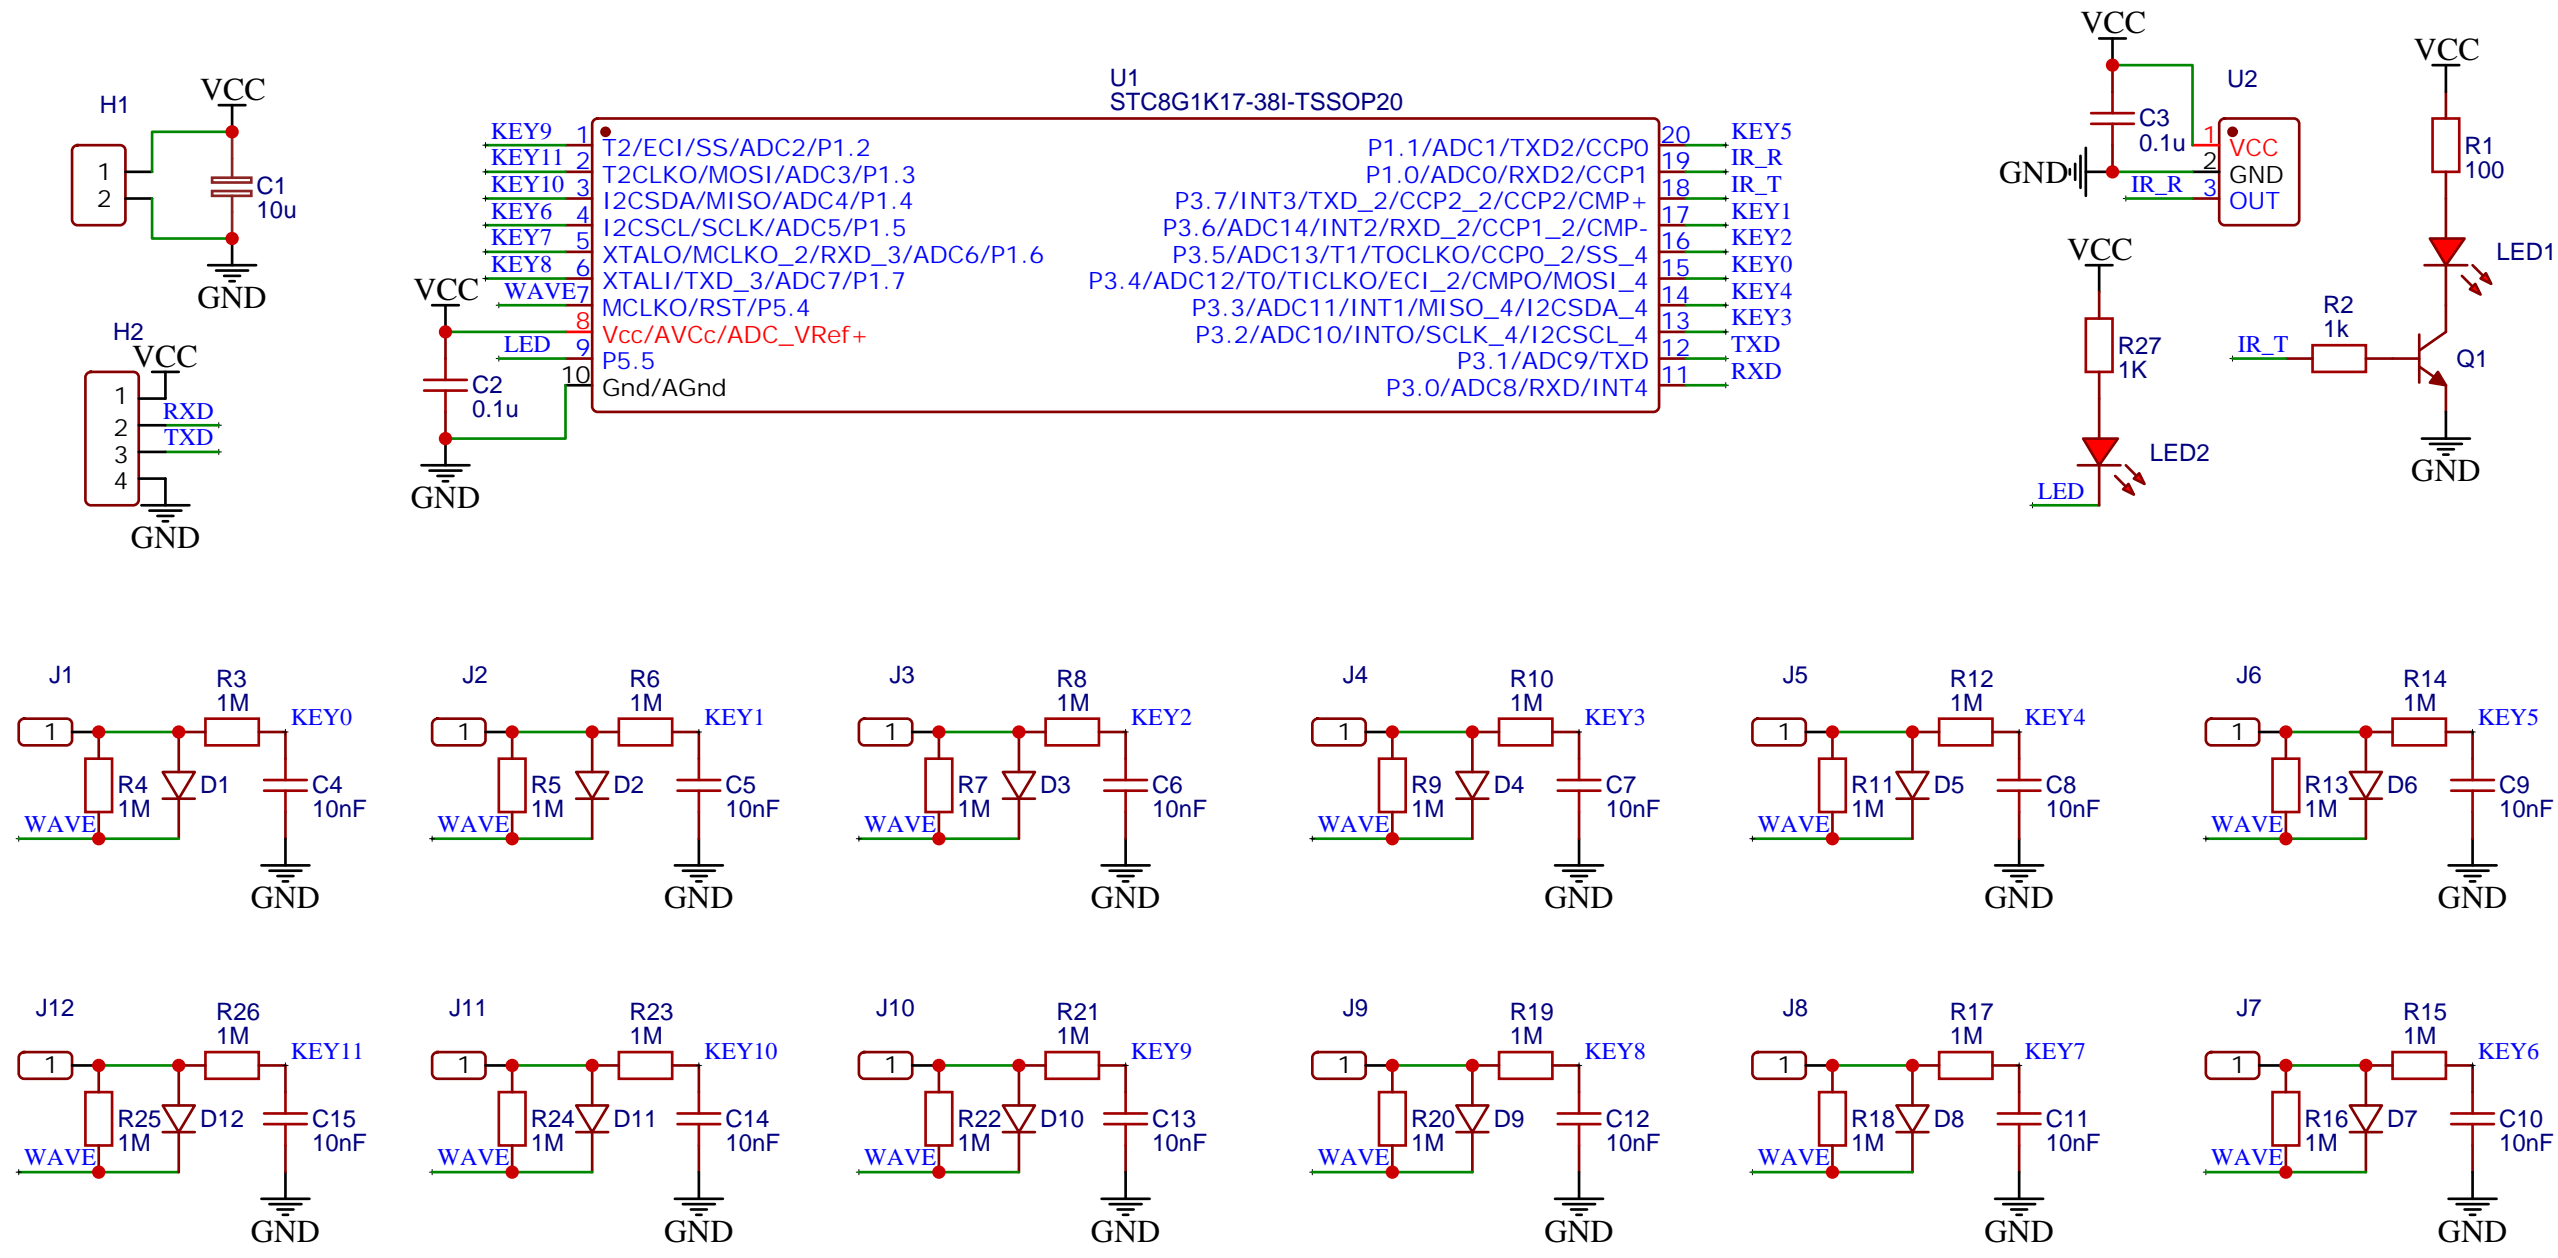 H1
VCC
1
2
C1
10u
GND
H2
VCC
1
RXD
2
TXD
3
4
GND
U1
STC8G1K17-38I-TSSOP20
KEY9 1 T2/ECI/SS/ADC2/P1.2
KEY11 2 T2CLKO/MOSI/ADC3/P1.3
KEY10 3 I2CSDA/MISO/ADC4/P1.4
KEY6 4 I2CSCL/SCLK/ADC5/P1.5
KEY7 5 XTALO/MCLKO_2/RXD_3/ADC6/P1.6
KEY8 6 XTALI/TXD_3/ADC7/P1.7
WAVE 7 MCLKO/RST/P5.4
8 Vcc/AVCc/ADC_VRef+
LED 9 P5.5
10 Gnd/AGnd
P1.1/ADC1/TXD2/CCP0 20 KEY5
P1.0/ADC0/RXD2/CCP1 19 IR_R
P3.7/INT3/TXD_2/CCP2_2/CCP2/CMP+ 18 IR_T
P3.6/ADC14/INT2/RXD_2/CCP1_2/CMP- 17 KEY1
P3.5/ADC13/T1/TOCLKO/CCP0_2/SS_4 16 KEY2
P3.4/ADC12/T0/TICLKO/ECI_2/CMPO/MOSI_4 15 KEY0
P3.3/ADC11/INT1/MISO_4/I2CSDA_4 14 KEY4
P3.2/ADC10/INTO/SCLK_4/I2CSCL_4 13 KEY3
P3.1/ADC9/TXD 12 TXD
P3.0/ADC8/RXD/INT4 11 RXD
VCC
C2
0.1u
GND
VCC
C3
0.1u
GND
U2
1 VCC
2 GND
IR_R 3 OUT
VCC
R27
1K
LED2
LED
VCC
R1
100
LED1
R2
1k
IR_T
Q1
GND
J1
R3
1M
1
KEY0
R4
1M
D1
C4
10nF
WAVE
GND
J2
R6
1M
1
KEY1
R5
1M
D2
C5
10nF
WAVE
GND
J3
R8
1M
1
KEY2
R7
1M
D3
C6
10nF
WAVE
GND
J4
R10
1M
1
KEY3
R9
1M
D4
C7
10nF
WAVE
GND
J5
R12
1M
1
KEY4
R11
1M
D5
C8
10nF
WAVE
GND
J6
R14
1M
1
KEY5
R13
1M
D6
C9
10nF
WAVE
GND
J12
R26
1M
1
KEY11
R25
1M
D12
C15
10nF
WAVE
GND
J11
R23
1M
1
KEY10
R24
1M
D11
C14
10nF
WAVE
GND
J10
R21
1M
1
KEY9
R22
1M
D10
C13
10nF
WAVE
GND
J9
R19
1M
1
KEY8
R20
1M
D9
C12
10nF
WAVE
GND
J8
R17
1M
1
KEY7
R18
1M
D8
C11
10nF
WAVE
GND
J7
R15
1M
1
KEY6
R16
1M
D7
C10
10nF
WAVE
GND